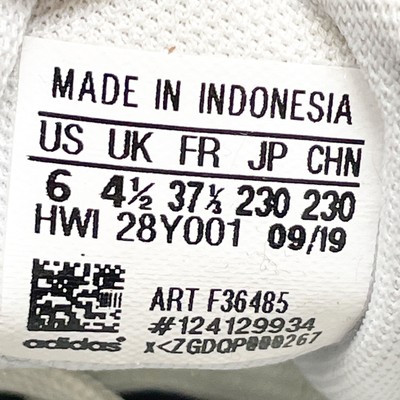 MADE IN INDONESIA
US UK FR JP CHN
6 4½ 37⅓ 230 230
HWI 28Y001 09/19
ART F36485
#124129934
adidas x<ZGDQP000267